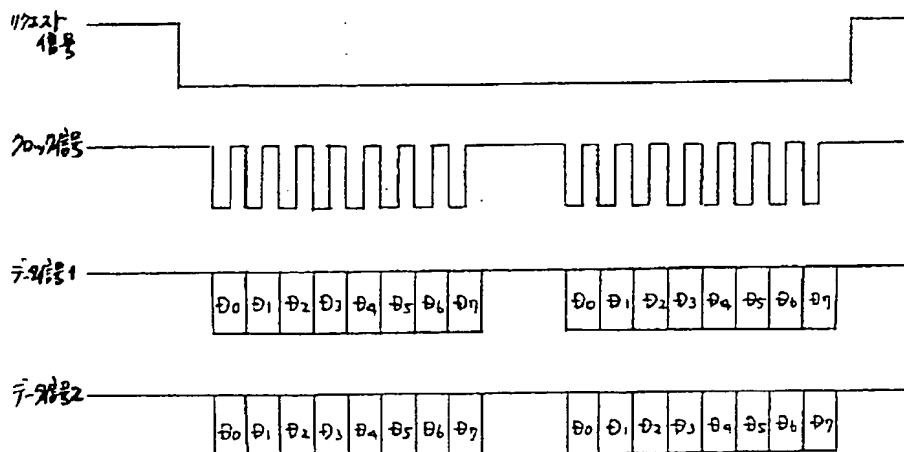 リクエスト
信号
クロック信号
データ信号1
D0 D1 D2 D3 D4 D5 D6 D7 D0 D1 D2 D3 D4 D5 D6 D7
データ信号2
D0 D1 D2 D3 D4 D5 D6 D7 D0 D1 D2 D3 D4 D5 D6 D7